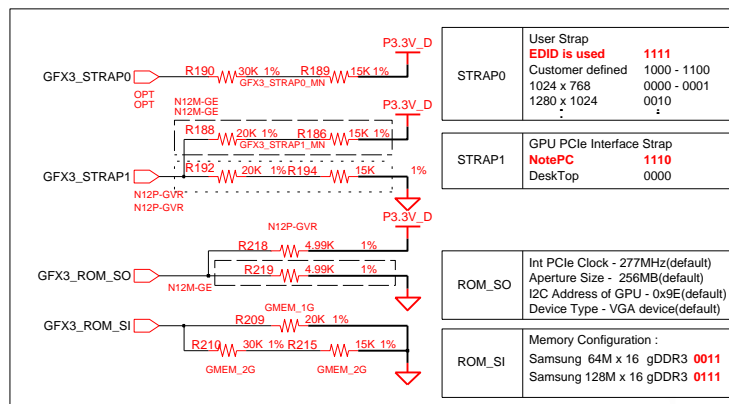 P3.3V_D
GFX3_STRAP0
R190
30K 1%
R189
15K 1%
GFX3_STRAP0_MN
OPT
OPT
N12M-GE
N12M-GE
P3.3V_D
R188
20K 1%
R186
15K 1%
GFX3_STRAP1_MN
GFX3_STRAP1
R192
20K 1%
R194
15K
1%
N12P-GVR
N12P-GVR
P3.3V_D
N12P-GVR
R218
4.99K
1%
GFX3_ROM_SO
R219
4.99K
1%
N12M-GE
GMEM_1G
GFX3_ROM_SI
R209
20K 1%
R210
30K 1%
R215
15K 1%
GMEM_2G
GMEM_2G
STRAP0
User Strap
EDID is used 1111
Customer defined 1000 - 1100
1024 x 768 0000 - 0001
1280 x 1024 0010
: :
STRAP1
GPU PCIe Interface Strap
NotePC 1110
DeskTop 0000
ROM_SO
Int PCIe Clock - 277MHz(default)
Aperture Size - 256MB(default)
I2C Address of GPU - 0x9E(default)
Device Type - VGA device(default)
ROM_SI
Memory Configuration :
Samsung 64M x 16 gDDR3 0011
Samsung 128M x 16 gDDR3 0111